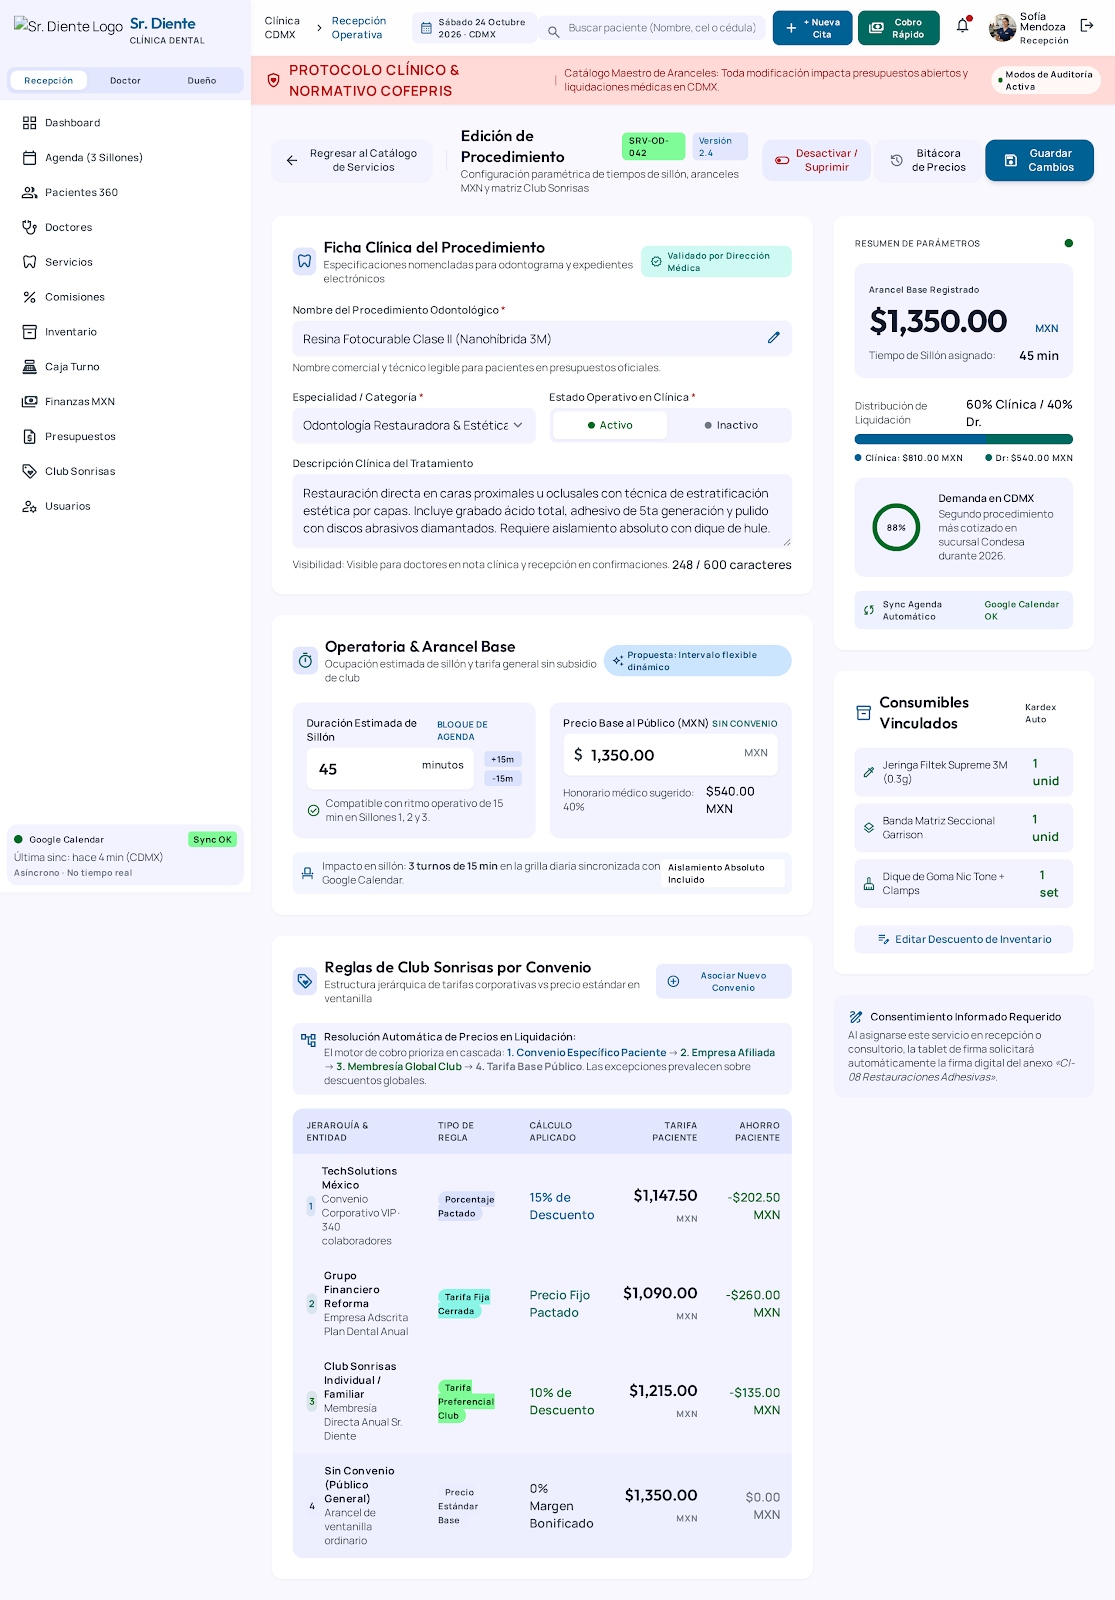 Sr. Diente Logo
Sr. Diente
CLÍNICA DENTAL
Recepción
Doctor
Dueño
Dashboard
Agenda (3 Sillones)
Pacientes 360
Doctores
Servicios
Comisiones
Inventario
Caja Turno
Finanzas MXN
Presupuestos
Club Sonrisas
Usuarios
Google Calendar
Sync OK
Última sinc: hace 4 min (CDMX)
Asíncrono · No tiempo real
Clínica
CDMX
Recepción
Operativa
Sábado 24 Octubre
2026 · CDMX
Buscar paciente (Nombre, cel o cédula)
+ Nueva
Cita
Cobro
Rápido
Sofía
Mendoza
Recepción
PROTOCOLO CLÍNICO &
NORMATIVO COFEPRIS
|
Catálogo Maestro de Aranceles: Toda modificación impacta presupuestos abiertos y
liquidaciones médicas en CDMX.
Modos de Auditoría
Activa
Regresar al Catálogo
de Servicios
Edición de
Procedimiento
SRV-OD-
042
Versión
2.4
Configuración paramétrica de tiempos de sillón, aranceles
MXN y matriz Club Sonrisas
Desactivar /
Suprimir
Bitácora
de Precios
Guardar
Cambios
Ficha Clínica del Procedimiento
Especificaciones nomencladas para odontograma y expedientes
electrónicos
Validado por Dirección
Médica
Nombre del Procedimiento Odontológico *
Resina Fotocurable Clase II (Nanohíbrida 3M)
Nombre comercial y técnico legible para pacientes en presupuestos oficiales.
Especialidad / Categoría *
Odontología Restauradora & Estética
Estado Operativo en Clínica *
Activo
Inactivo
Descripción Clínica del Tratamiento
Restauración directa en caras proximales u oclusales con técnica de estratificación
estética por capas. Incluye grabado ácido total, adhesivo de 5ta generación y pulido
con discos abrasivos diamantados. Requiere aislamiento absoluto con dique de hule.
Visibilidad: Visible para doctores en nota clínica y recepción en confirmaciones.
248 / 600 caracteres
Operatoria & Arancel Base
Ocupación estimada de sillón y tarifa general sin subsidio
de club
Propuesta: Intervalo flexible
dinámico
Duración Estimada de
Sillón
BLOQUE DE
AGENDA
45
minutos
+15m
-15m
Compatible con ritmo operativo de 15
min en Sillones 1, 2 y 3.
Precio Base al Público (MXN)
SIN CONVENIO
$ 1,350.00
MXN
Honorario médico sugerido:
40%
$540.00
MXN
Impacto en sillón: 3 turnos de 15 min en la grilla diaria sincronizada con
Google Calendar.
Aislamiento Absoluto
Incluido
Reglas de Club Sonrisas por Convenio
Estructura jerárquica de tarifas corporativas vs precio estándar en
ventanilla
Asociar Nuevo
Convenio
Resolución Automática de Precios en Liquidación:
El motor de cobro prioriza en cascada: 1. Convenio Específico Paciente → 2. Empresa Afiliada
→ 3. Membresía Global Club → 4. Tarifa Base Público. Las excepciones prevalecen sobre
descuentos globales.
JERARQUÍA &
ENTIDAD
TIPO DE
REGLA
CÁLCULO
APLICADO
TARIFA
PACIENTE
AHORRO
PACIENTE
1
TechSolutions
México
Convenio
Corporativo VIP ·
340
colaboradores
Porcentaje
Pactado
15% de
Descuento
$1,147.50
MXN
-$202.50
MXN
2
Grupo
Financiero
Reforma
Empresa Adscrita
Plan Dental Anual
Tarifa Fija
Cerrada
Precio Fijo
Pactado
$1,090.00
MXN
-$260.00
MXN
3
Club Sonrisas
Individual /
Familiar
Membresía
Directa Anual Sr.
Diente
Tarifa
Preferencial
Club
10% de
Descuento
$1,215.00
MXN
-$135.00
MXN
4
Sin Convenio
(Público
General)
Arancel de
ventanilla
ordinario
Precio
Estándar
Base
0%
Margen
Bonificado
$1,350.00
MXN
$0.00
MXN
RESUMEN DE PARÁMETROS
Arancel Base Registrado
$1,350.00
MXN
Tiempo de Sillón asignado:
45 min
Distribución de
Liquidación
60% Clínica / 40%
Dr.
Clínica: $810.00 MXN
Dr: $540.00 MXN
88%
Demanda en CDMX
Segundo procedimiento
más cotizado en
sucursal Condesa
durante 2026.
Sync Agenda
Automático
Google Calendar
OK
Consumibles
Vinculados
Kardex
Auto
Jeringa Filtek Supreme 3M
(0.3g)
1
unid
Banda Matriz Seccional
Garrison
1
unid
Dique de Goma Nic Tone +
Clamps
1
set
Editar Descuento de Inventario
Consentimiento Informado Requerido
Al asignarse este servicio en recepción o
consultorio, la tablet de firma solicitará
automáticamente la firma digital del anexo «CI-
08 Restauraciones Adhesivas».